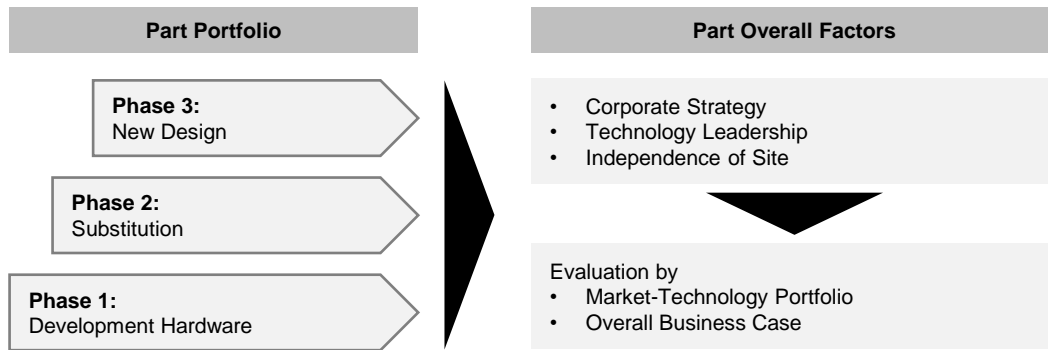 Part Portfolio
Phase 3:
New Design
Phase 2:
Substitution
Phase 1:
Development Hardware
Part Overall Factors
• Corporate Strategy
• Technology Leadership
• Independence of Site
Evaluation by
• Market-Technology Portfolio
• Overall Business Case